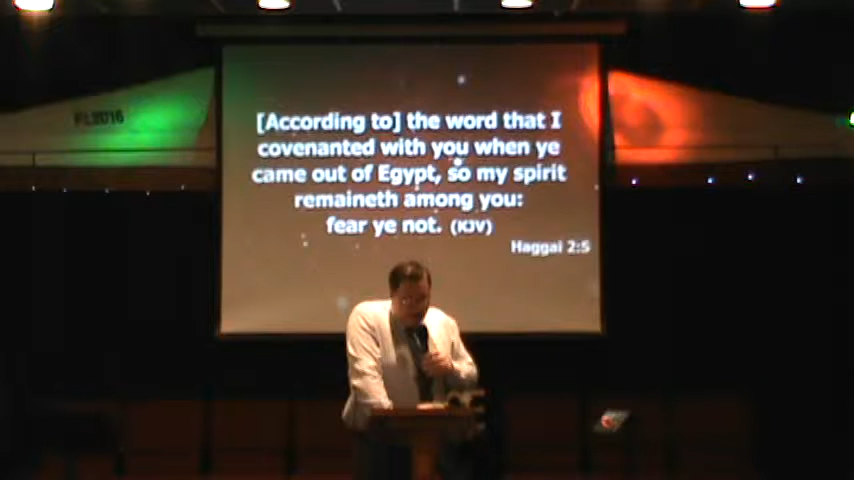 [According to] the word that I
covenanted with you when ye
came out of Egypt, so my spirit
remaineth among you:
fear ye not. (KJV)
Haggai 2:5